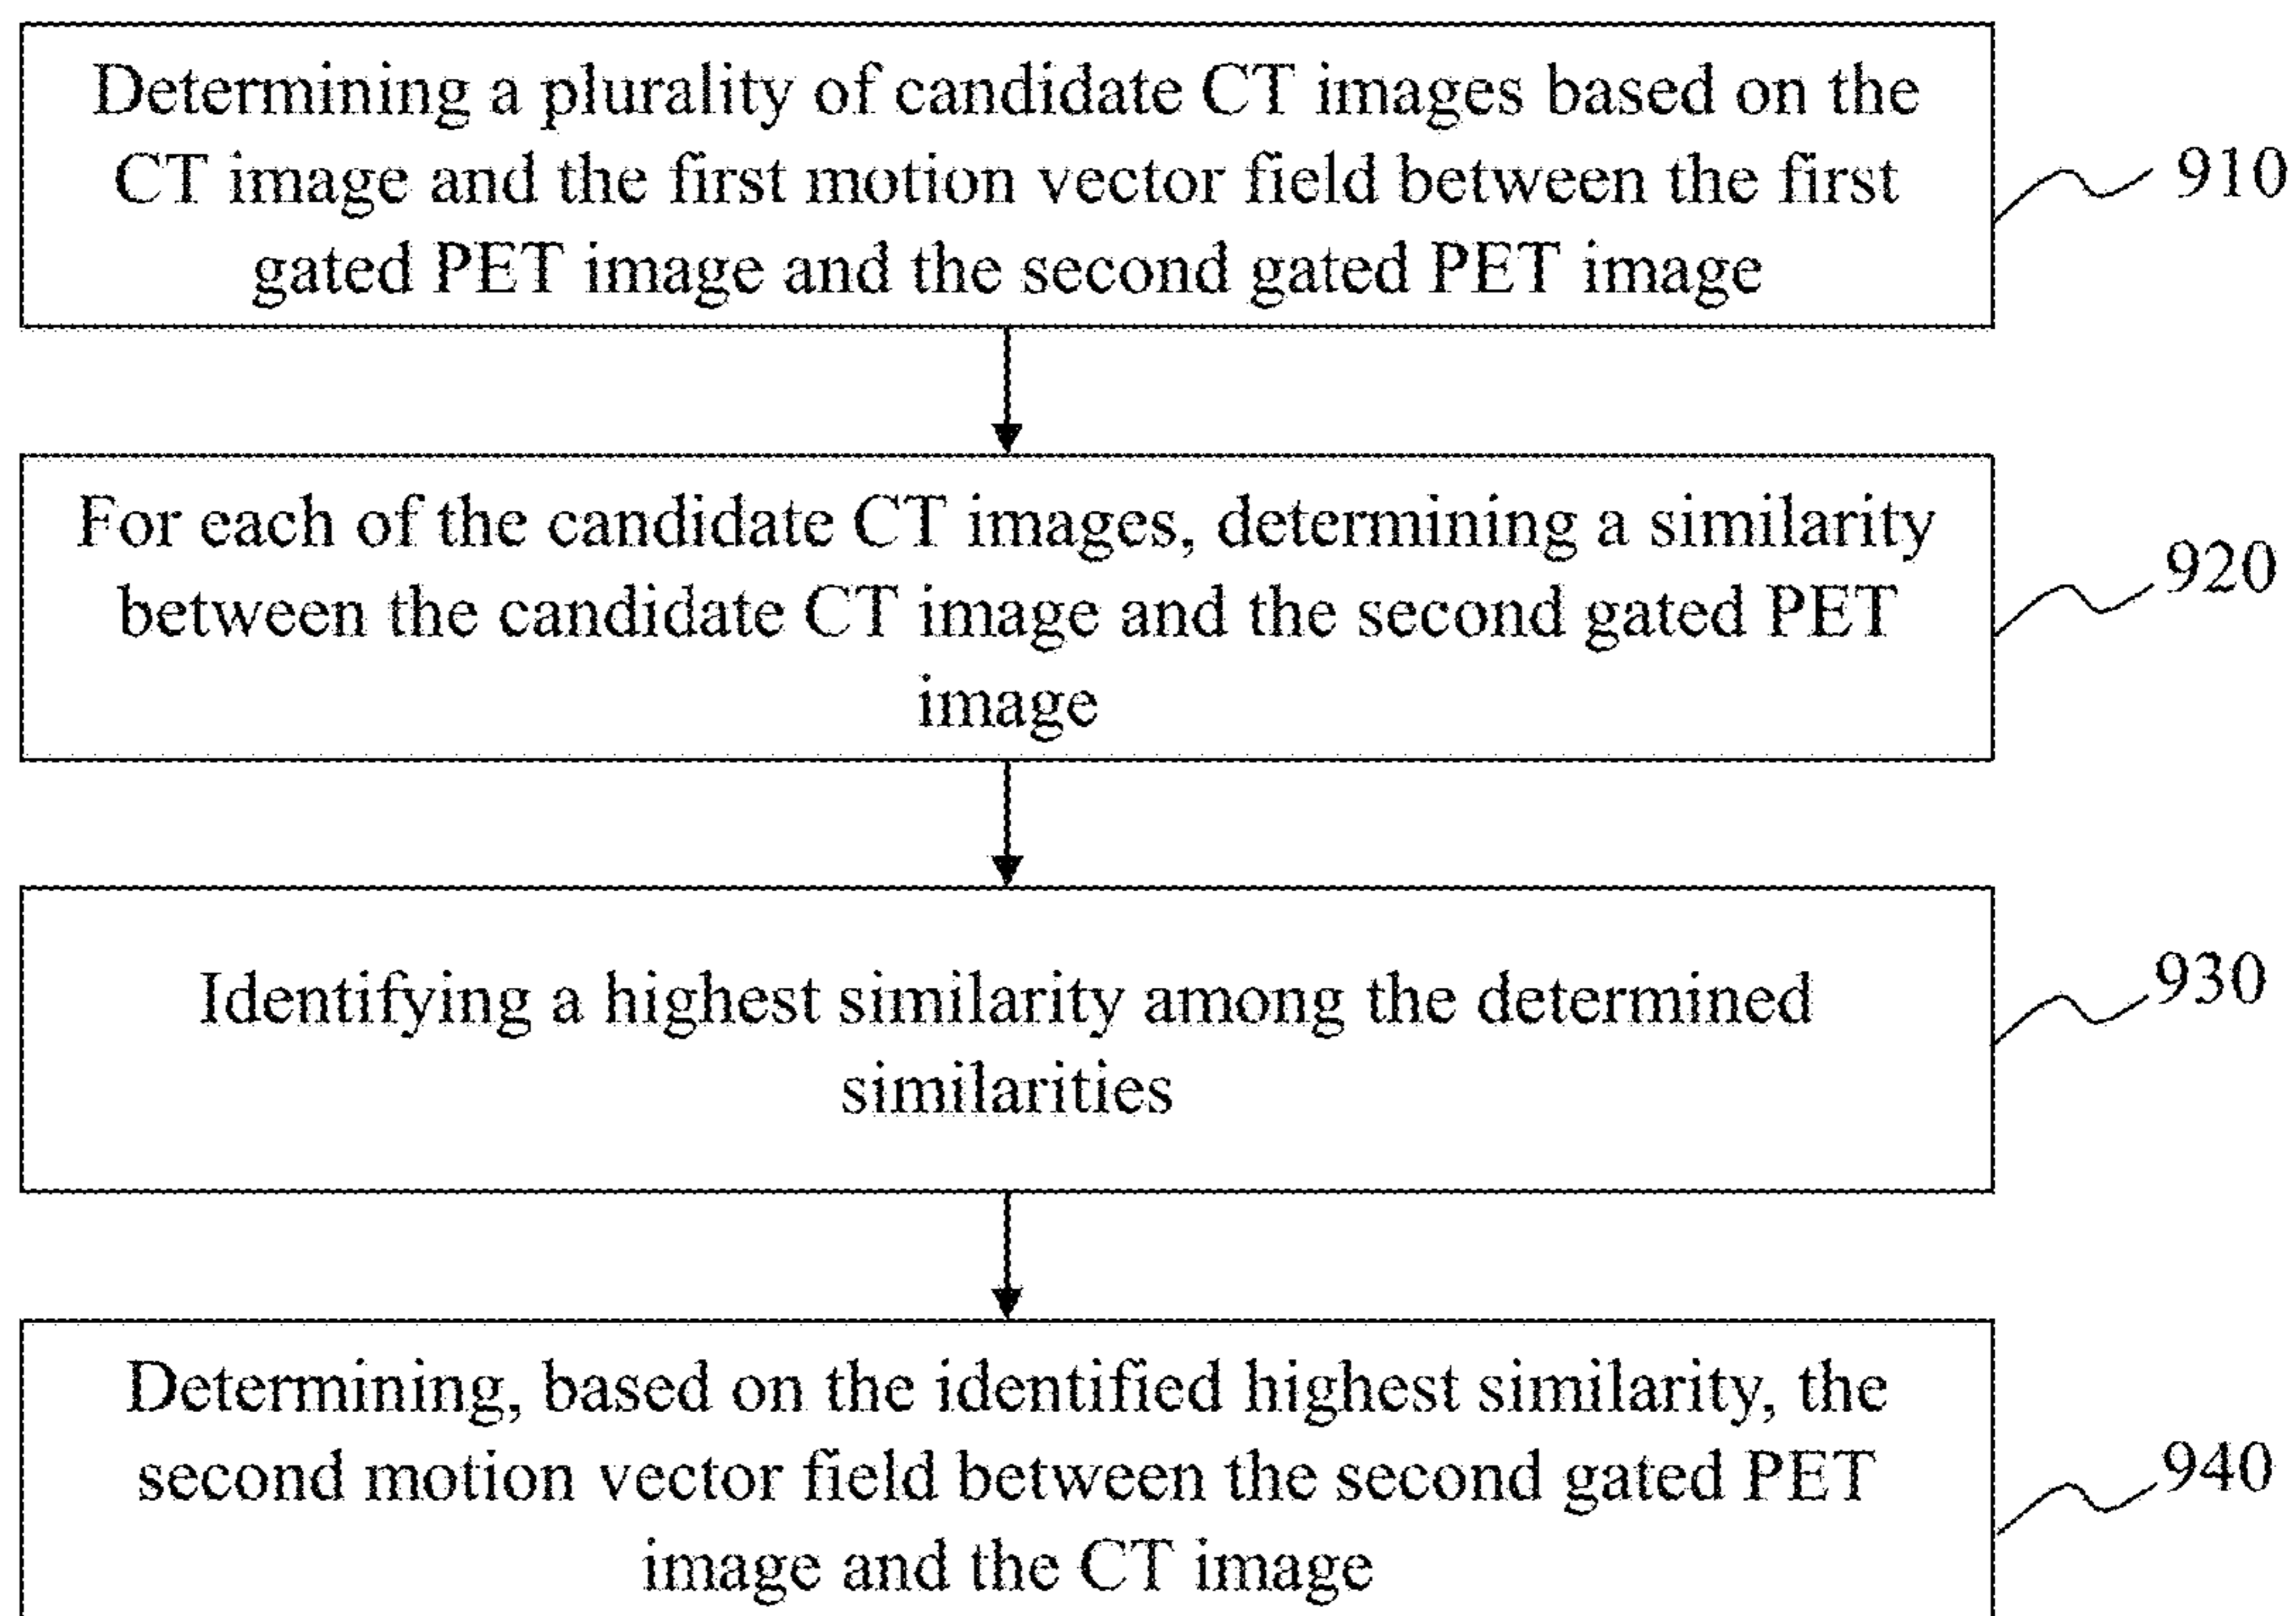 Determining a plurality of candidate CT images based on the
CT image and the first motion vector field between the first
gated PET image and the second gated PET image
910
For each of the candidate CT images, determining a similarity
between the candidate CT image and the second gated PET
image
920
Identifying a highest similarity among the determined
similarities
930
Determining, based on the identified highest similarity, the
second motion vector field between the second gated PET
image and the CT image
940